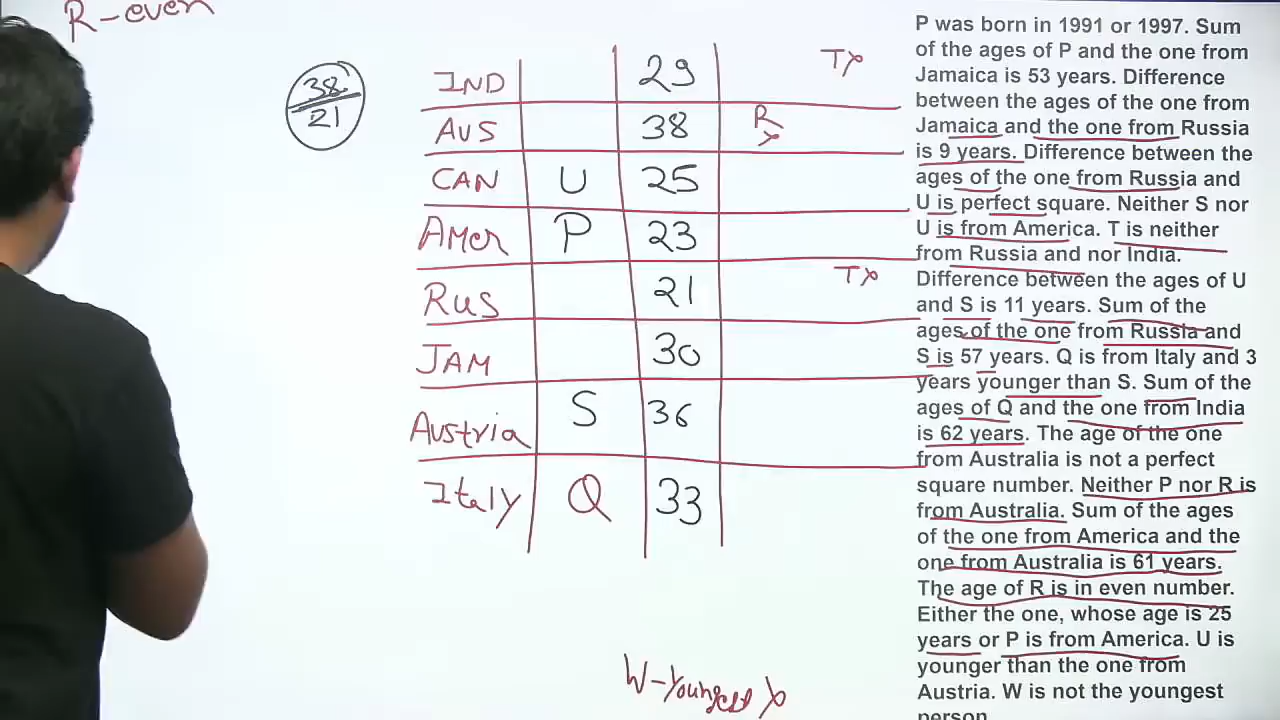 R-even
38
21
IND 29 Tx
AUS 38 R x
CAN U 25
Amer P 23
Rus 21 Tx
JAM 30
Austria S 36
Italy Q 33
W-Youngest x
P was born in 1991 or 1997. Sum
of the ages of P and the one from
Jamaica is 53 years. Difference
between the ages of the one from
Jamaica and the one from Russia
is 9 years. Difference between the
ages of the one from Russia and
U is perfect square. Neither S nor
U is from America. T is neither
from Russia and nor India.
Difference between the ages of U
and S is 11 years. Sum of the
ages of the one from Russia and
S is 57 years. Q is from Italy and 3
years younger than S. Sum of the
ages of Q and the one from India
is 62 years. The age of the one
from Australia is not a perfect
square number. Neither P nor R is
from Australia. Sum of the ages
of the one from America and the
one from Australia is 61 years.
The age of R is in even number.
Either the one, whose age is 25
years or P is from America. U is
younger than the one from
Austria. W is not the youngest
person